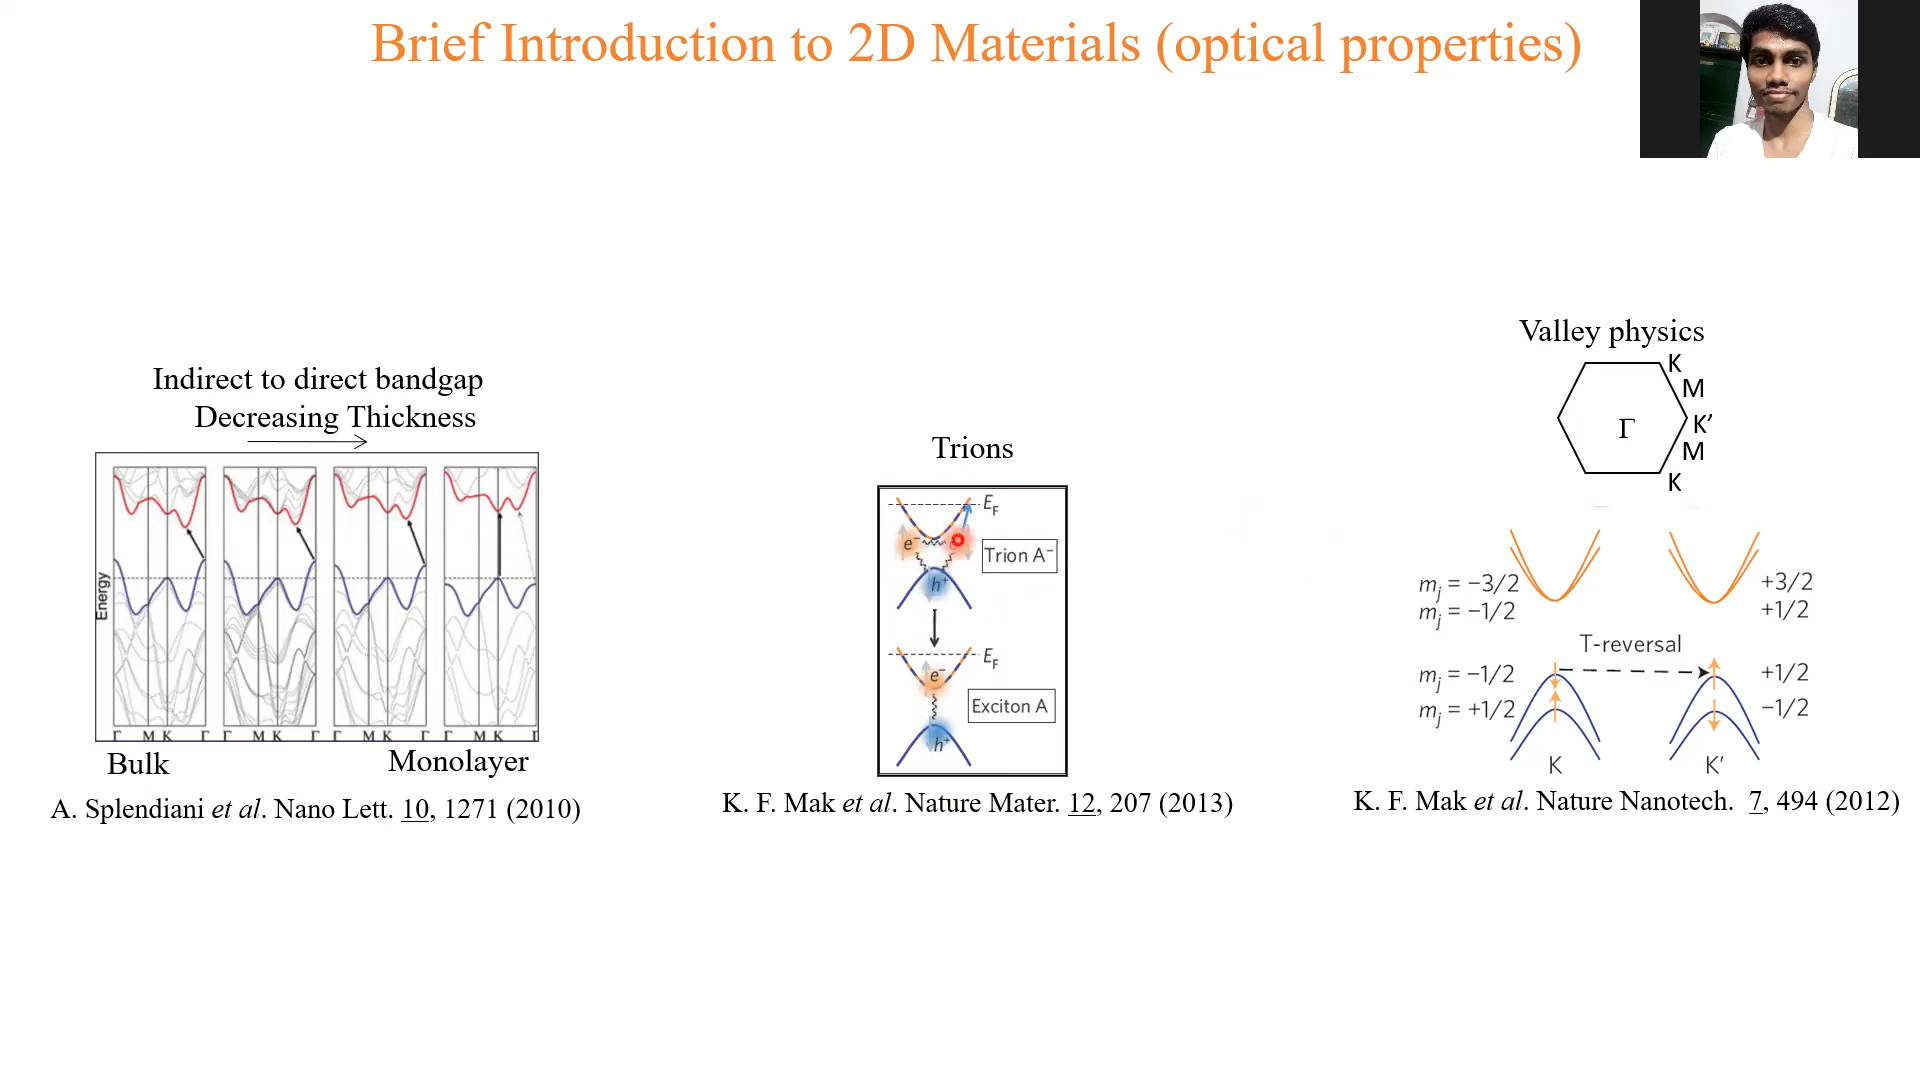 Brief Introduction to 2D Materials (optical properties)
Indirect to direct bandgap
Decreasing Thickness
Energy
Γ M K Γ Γ M K Γ Γ M K Γ Γ M K Γ
Bulk
Monolayer
A. Splendiani et al. Nano Lett. 10, 1271 (2010)
Trions
E_F
e⁻
Trion A⁻
h⁺
E_F
e⁻
Exciton A
h⁺
K. F. Mak et al. Nature Mater. 12, 207 (2013)
Valley physics
K
M
Γ K’
M
K
m_j = −3/2 +3/2
m_j = −1/2 +1/2
T-reversal
m_j = −1/2 +1/2
m_j = +1/2 −1/2
K K′
K. F. Mak et al. Nature Nanotech. 7, 494 (2012)